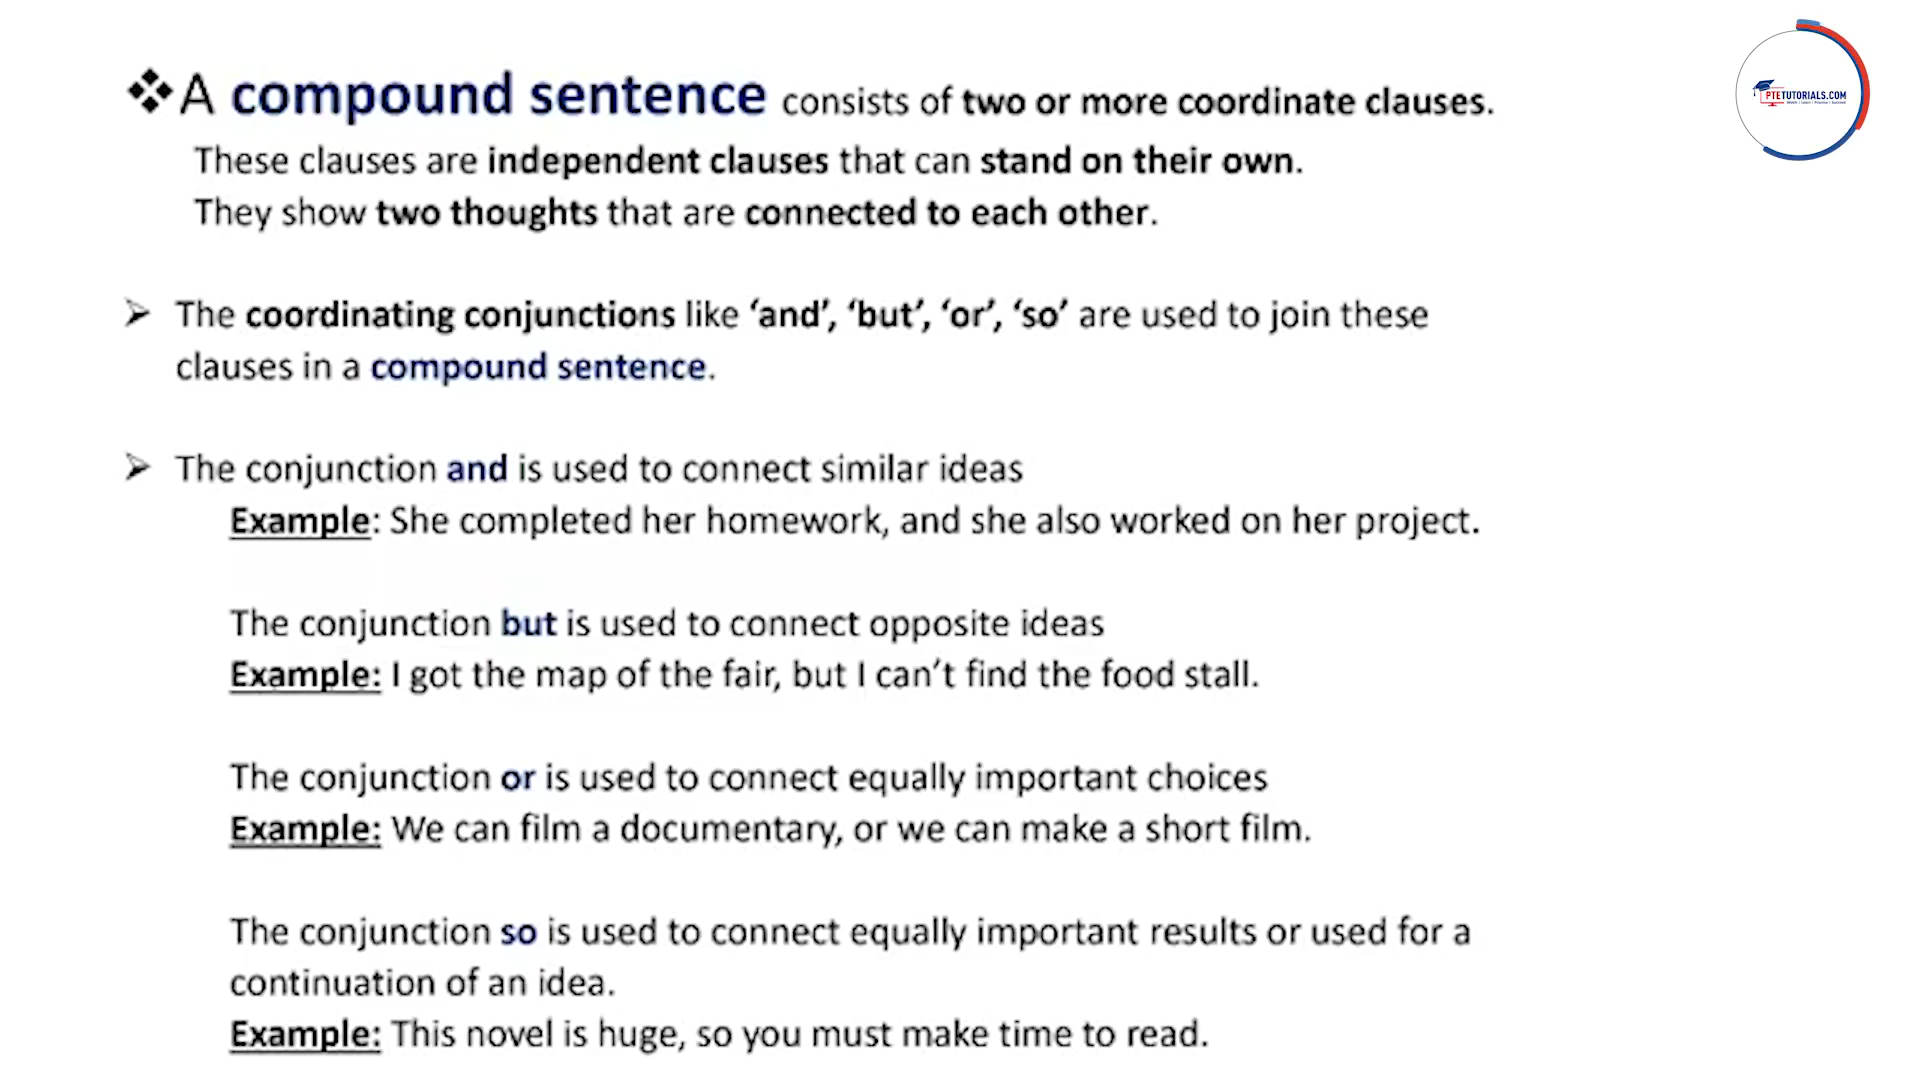 ❖A compound sentence consists of two or more coordinate clauses.
These clauses are independent clauses that can stand on their own.
They show two thoughts that are connected to each other.
➢ The coordinating conjunctions like ‘and’, ‘but’, ‘or’, ‘so’ are used to join these
clauses in a compound sentence.
➢ The conjunction and is used to connect similar ideas
Example: She completed her homework, and she also worked on her project.
The conjunction but is used to connect opposite ideas
Example: I got the map of the fair, but I can’t find the food stall.
The conjunction or is used to connect equally important choices
Example: We can film a documentary, or we can make a short film.
The conjunction so is used to connect equally important results or used for a
continuation of an idea.
Example: This novel is huge, so you must make time to read.
PTETUTORIALS.COM